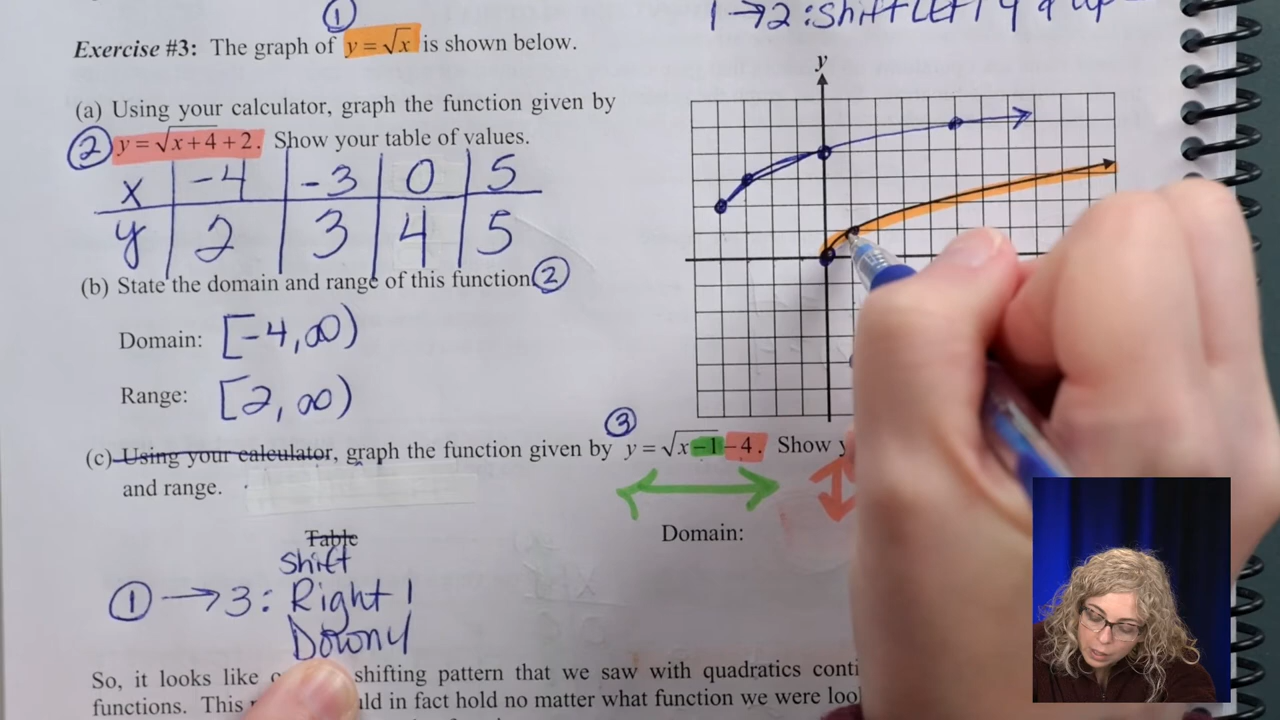 1 → 2 : Shift LEFT 4 & up
①
Exercise #3: The graph of y = √x is shown below.
y
(a) Using your calculator, graph the function given by
② y = √x + 4 + 2. Show your table of values.
x -4 -3 0 5
y 2 3 4 5
(b) State the domain and range of this function. ②
Domain: [-4, ∞)
Range: [2, ∞)
③
(c) Using your calculator, graph the function given by y = √x - 1 - 4. Show
and range.
Domain:
Table
Shift
① → 3 : Right 1
Down 4
So, it looks like shifting pattern that we saw with quadratics
functions. This in fact hold no matter what function we were